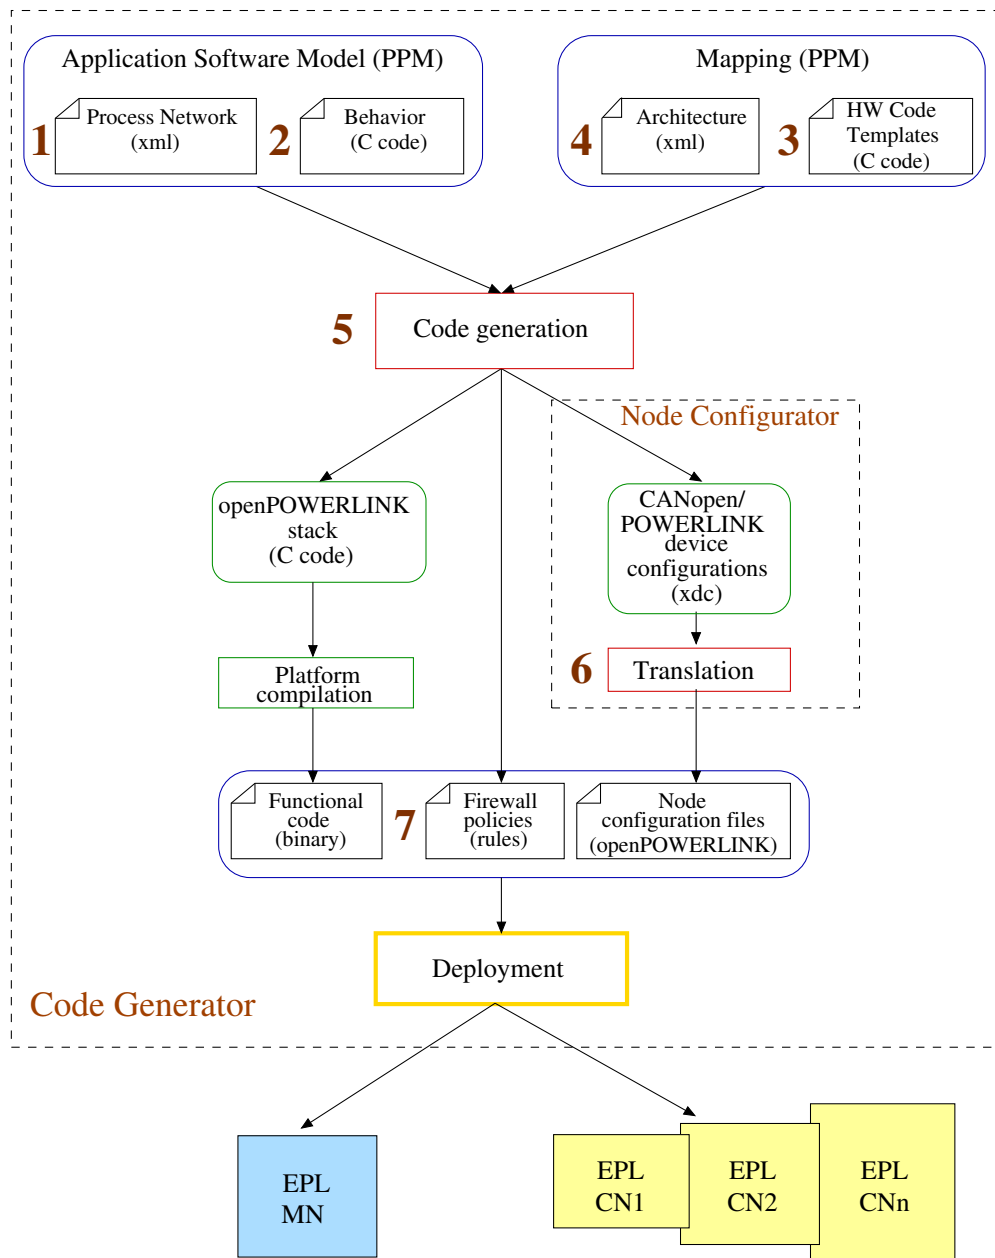 Application Software Model (PPM)
Mapping (PPM)
1
Process Network
(xml)
2
Behavior
(C code)
4
Architecture
(xml)
3
HW Code
Templates
(C code)
5
Code generation
Node Configurator
openPOWERLINK
stack
(C code)
CANopen/
POWERLINK
device
configurations
(xdc)
Platform
compilation
6
Translation
Functional
code
(binary)
7
Firewall
policies
(rules)
Node
configuration files
(openPOWERLINK)
Deployment
Code Generator
EPL
MN
EPL
CN1
EPL
CN2
EPL
CNn